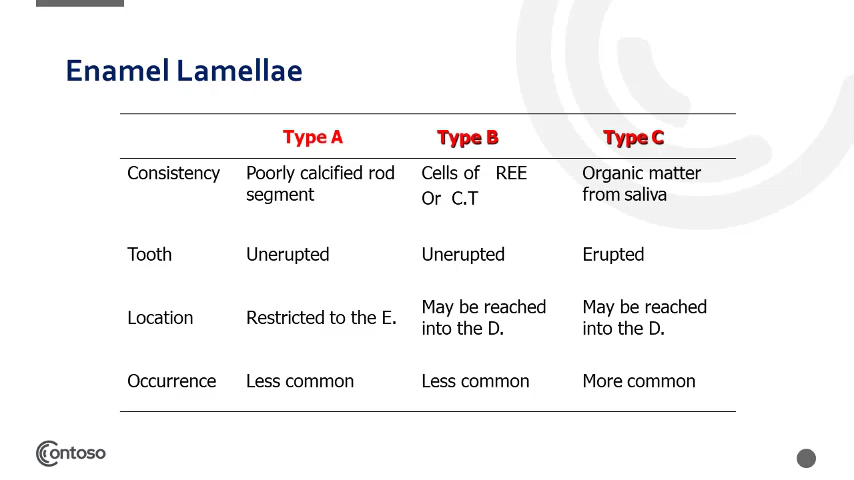 Enamel Lamellae
Type A Type B Type C
Consistency Poorly calcified rod segment Cells of REE Or C.T Organic matter from saliva
Tooth Unerupted Unerupted Erupted
Location Restricted to the E. May be reached into the D. May be reached into the D.
Occurrence Less common Less common More common
Contoso